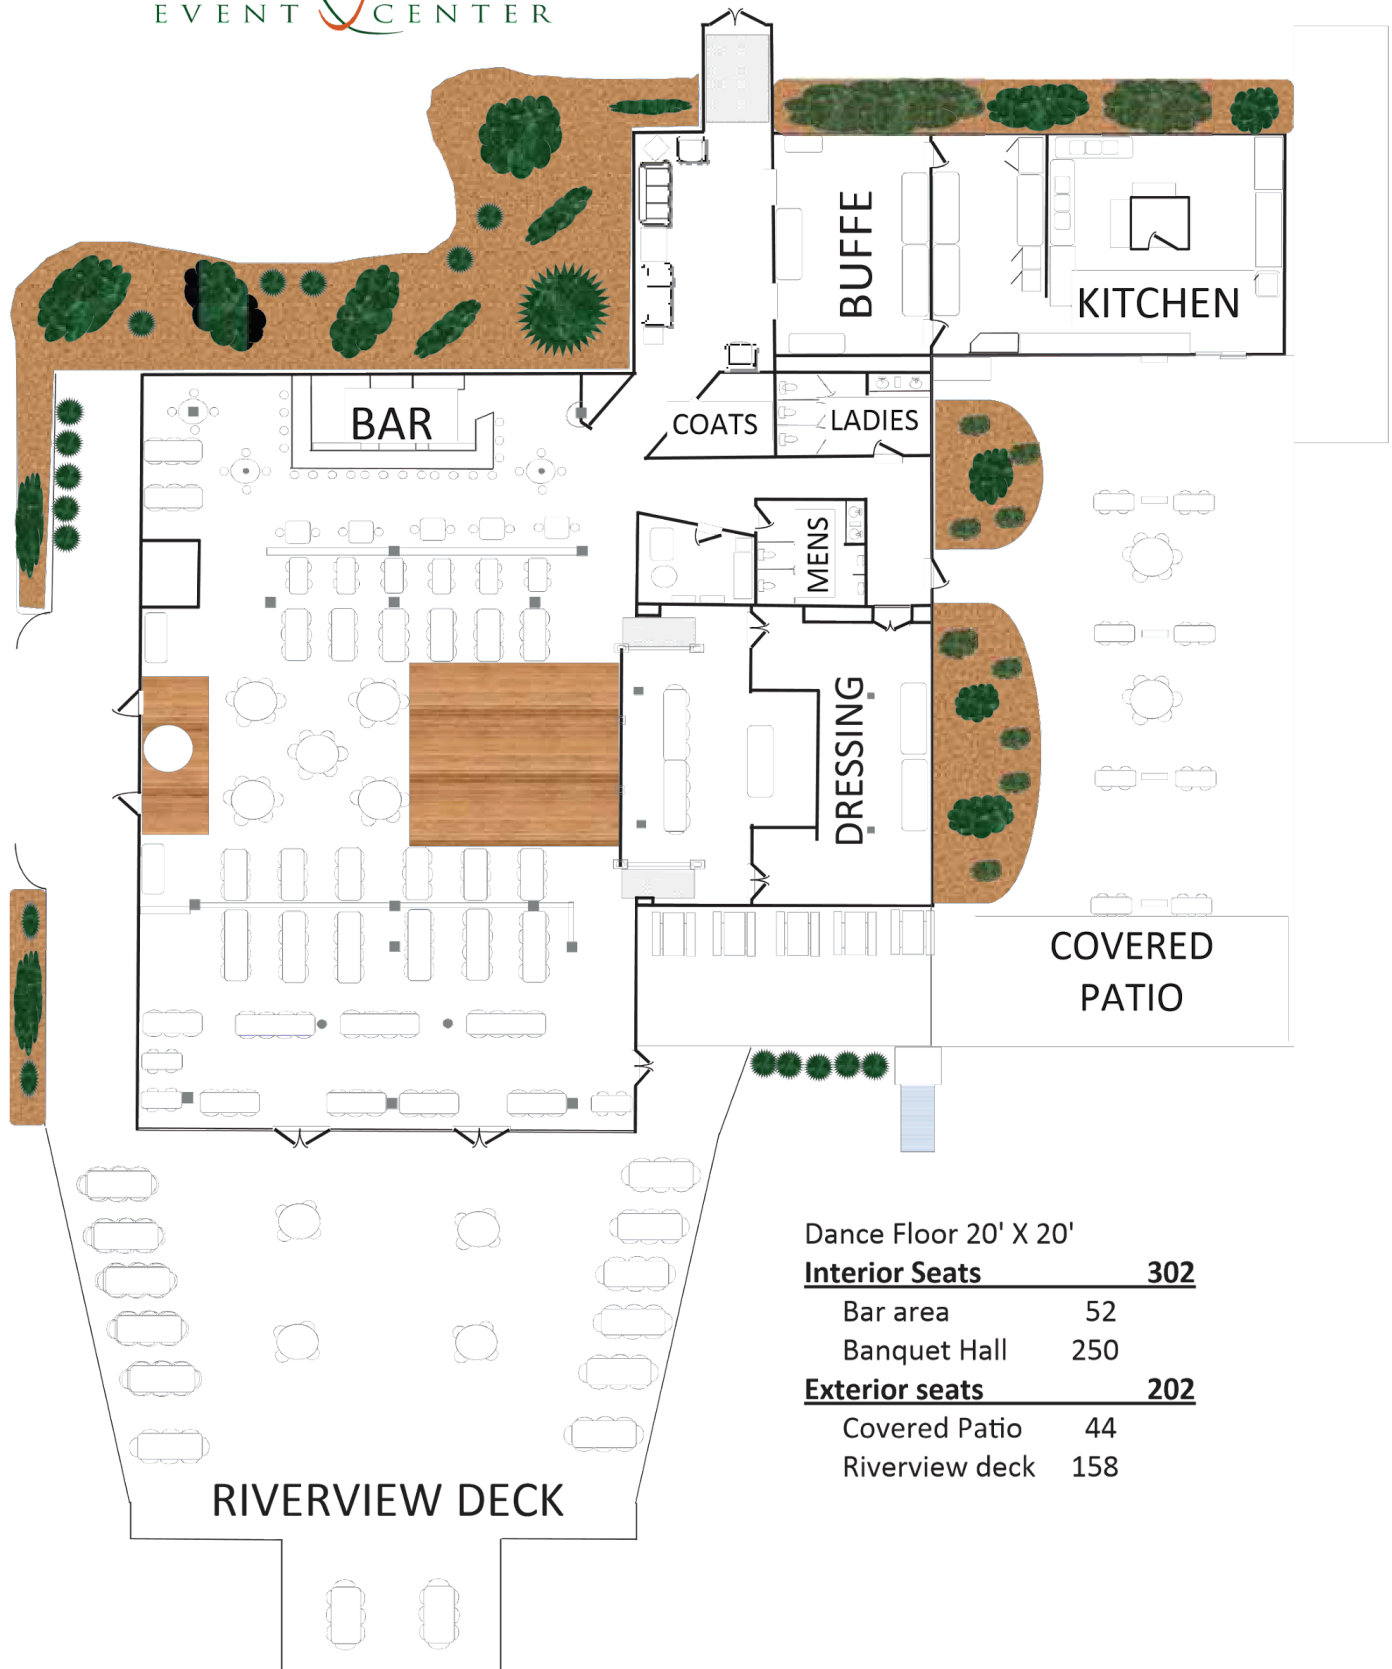 EVENT CENTER
BUFFE
KITCHEN
BAR
COATS
LADIES
MENS
DRESSING
COVERED
PATIO
Dance Floor 20' X 20'
Interior Seats 302
Bar area 52
Banquet Hall 250
Exterior seats 202
Covered Patio 44
Riverview deck 158
RIVERVIEW DECK